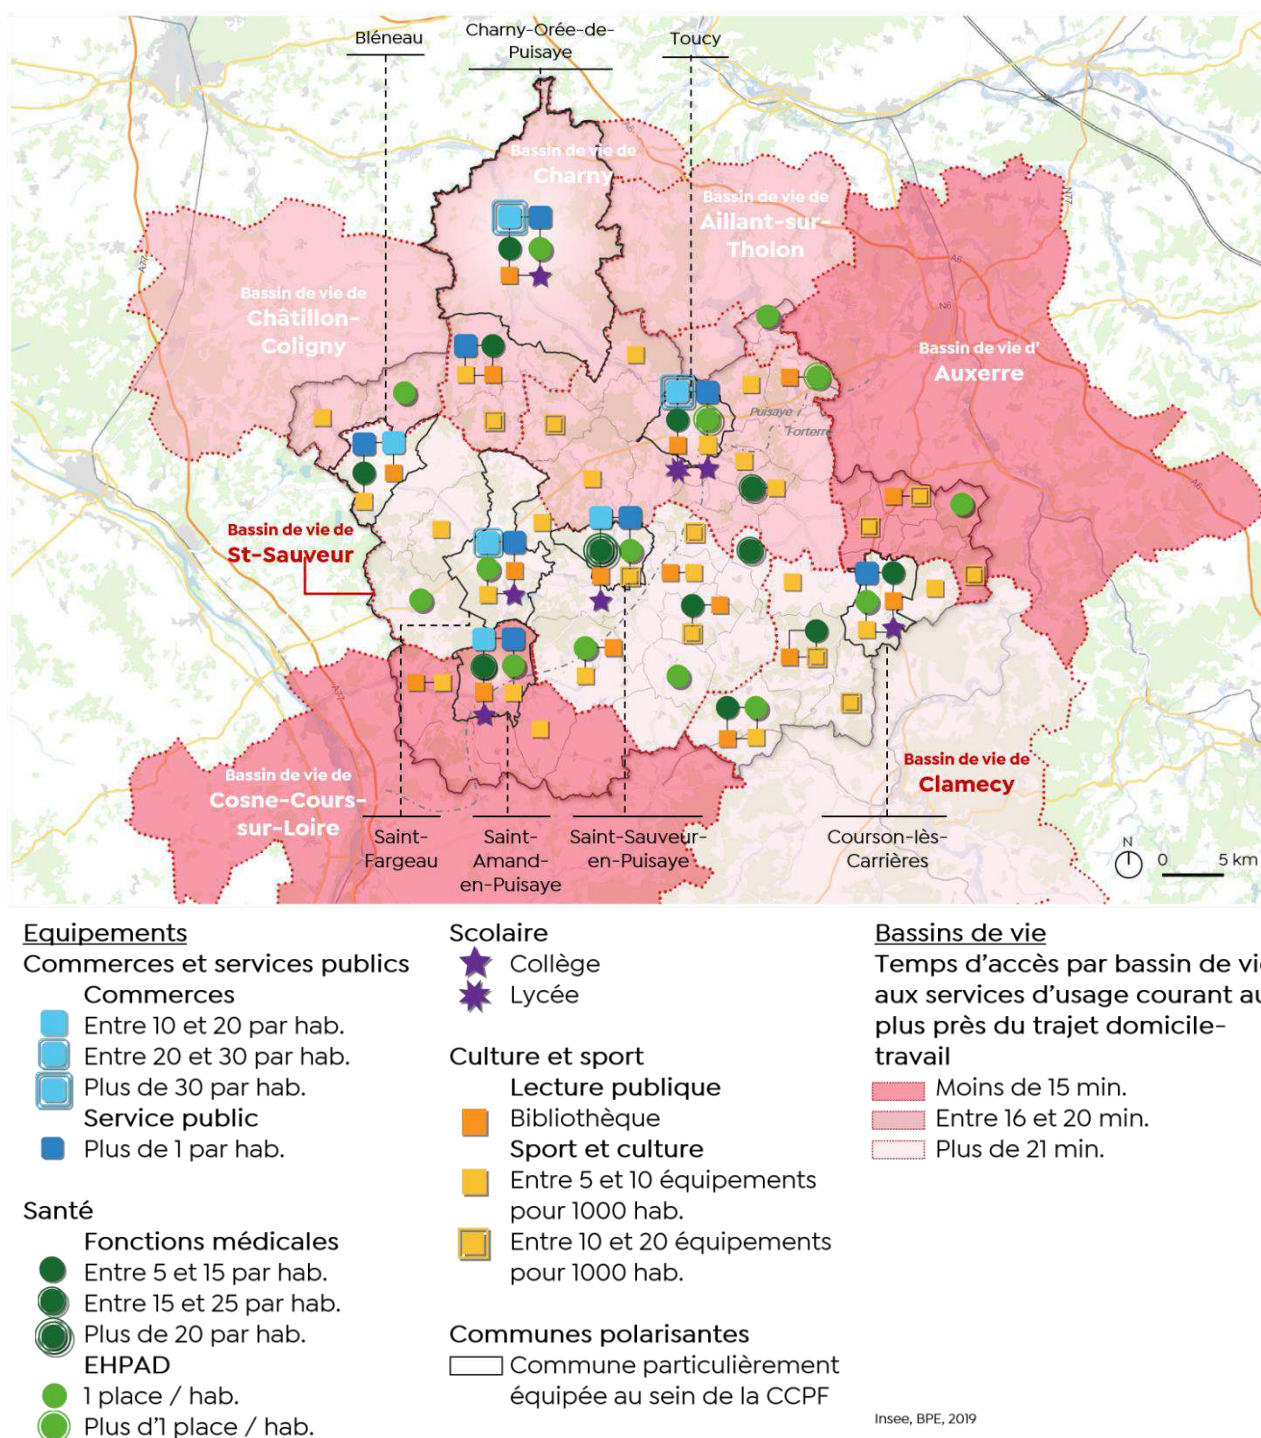 Bléneau
Charny-Orée-de-
Puisaye
Toucy
A6
Bassin de vie de
Charny
Bassin de vie de
Aillant-sur-
Tholon
N77
A77
A6
N6
Bassin de vie de
Châtillon-
Coligny
Bassin de vie d'
Auxerre
Puisaye
Forterre
A6
Bassin de vie de
St-Sauveur
A77
Bassin de vie de
Cosne-Cours-
sur-Loire
Bassin de vie de
Clamecy
Saint-
Fargeau
Saint-
Amand-
en-Puisaye
Saint-Sauveur-
en-Puisaye
Courson-lès-
Carrières
N
0 5 km
Equipements
Commerces et services publics
Commerces
Entre 10 et 20 par hab.
Entre 20 et 30 par hab.
Plus de 30 par hab.
Service public
Plus de 1 par hab.
Santé
Fonctions médicales
Entre 5 et 15 par hab.
Entre 15 et 25 par hab.
Plus de 20 par hab.
EHPAD
1 place / hab.
Plus d'1 place / hab.
Scolaire
Collège
Lycée
Culture et sport
Lecture publique
Bibliothèque
Sport et culture
Entre 5 et 10 équipements
pour 1000 hab.
Entre 10 et 20 équipements
pour 1000 hab.
Communes polarisantes
Commune particulièrement
équipée au sein de la CCPF
Bassins de vie
Temps d'accès par bassin de vie
aux services d'usage courant au
plus près du trajet domicile-
travail
Moins de 15 min.
Entre 16 et 20 min.
Plus de 21 min.
Insee, BPE, 2019